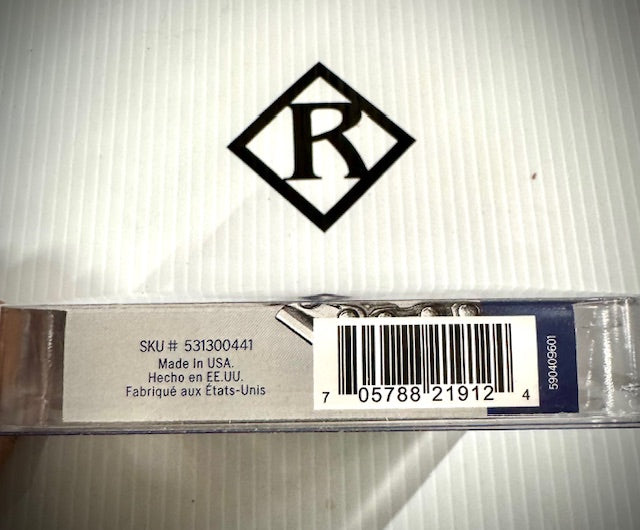 R
SKU # 531300441
Made In USA.
Hecho en EE.UU.
Fabriqué aux États-Unis
7 05788 21912 4
590409601